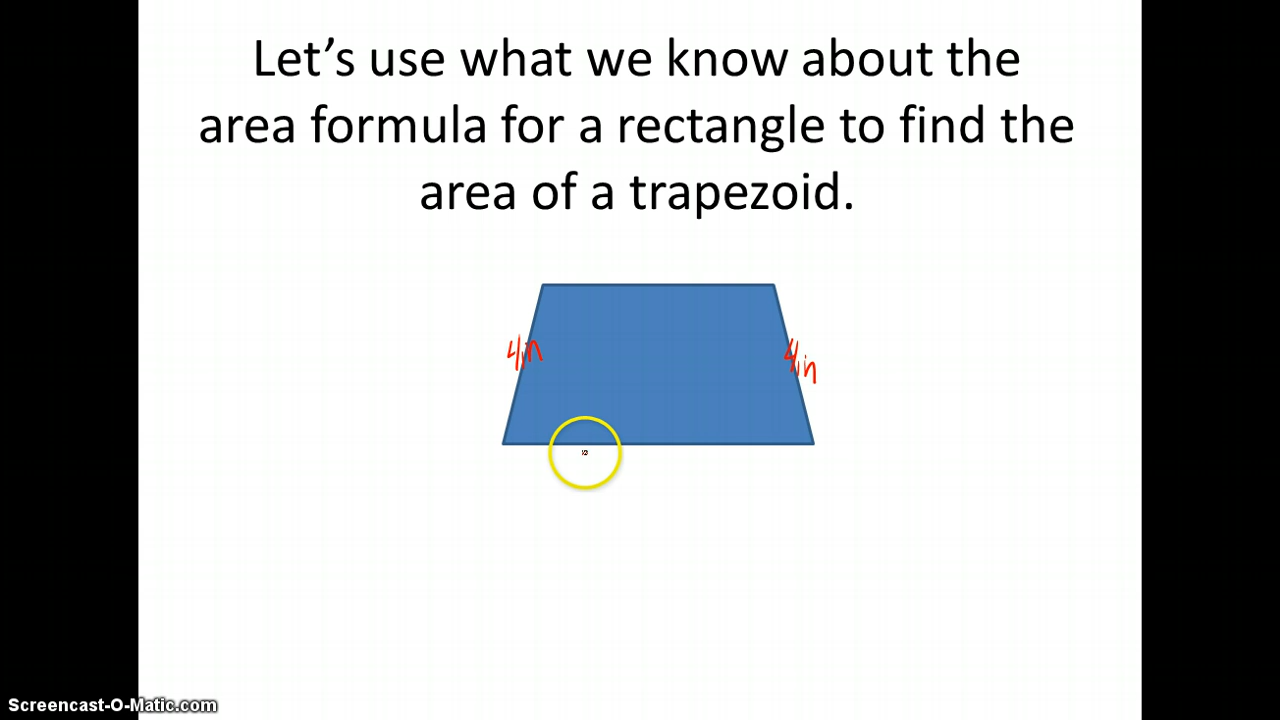 Let's use what we know about the
area formula for a rectangle to find the
area of a trapezoid.
4in
4in
Screencast-O-Matic.com